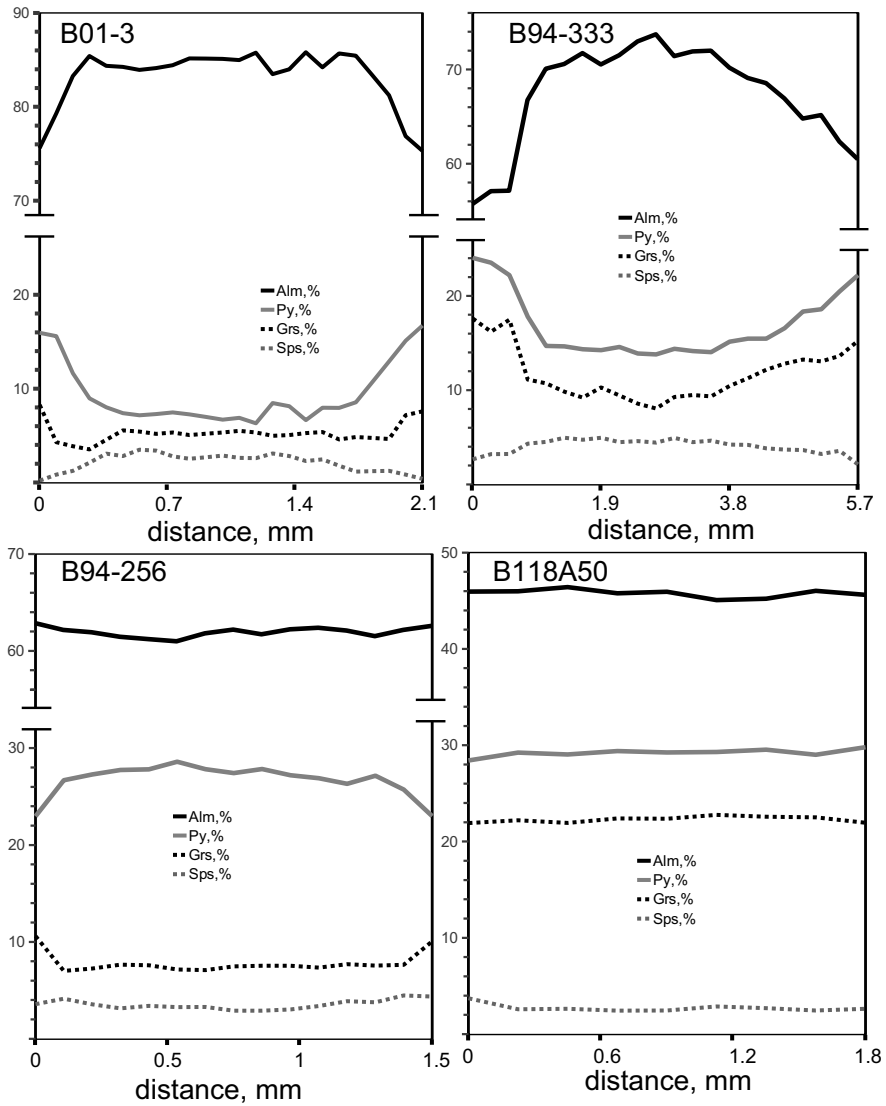 B01-3
90
80
70
20
10
Alm,%
Py,%
Grs,%
Sps,%
0 0.7 1.4 2.1
distance, mm
B94-333
70
60
20
10
Alm,%
Py,%
Grs,%
Sps,%
0 1.9 3.8 5.7
distance, mm
B94-256
70
60
30
20
10
Alm,%
Py,%
Grs,%
Sps,%
0 0.5 1 1.5
distance, mm
B118A50
50
40
30
20
10
Alm,%
Py,%
Grs,%
Sps,%
0 0.6 1.2 1.8
distance, mm